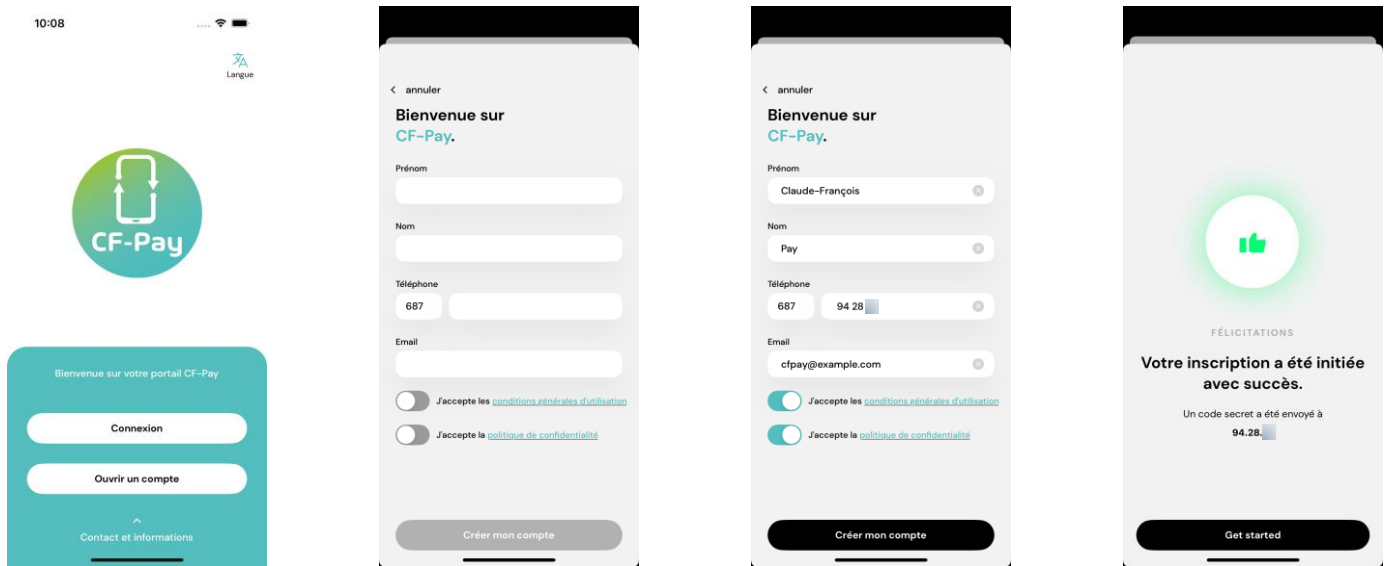 10:08
Langue
CF-Pay
Bienvenue sur votre portail CF-Pay
Connexion
Ouvrir un compte
Contact et informations
annuler
Bienvenue sur
CF-Pay.
Prénom
Nom
Téléphone
687
Email
J'accepte les conditions générales d'utilisation
J'accepte la politique de confidentialité
Créer mon compte
annuler
Bienvenue sur
CF-Pay.
Prénom
Claude-François
Nom
Pay
Téléphone
687 94 28
Email
cfpay@example.com
J'accepte les conditions générales d'utilisation
J'accepte la politique de confidentialité
Créer mon compte
FÉLICITATIONS
Votre inscription a été initiée
avec succès.
Un code secret a été envoyé à
94.28.
Get started